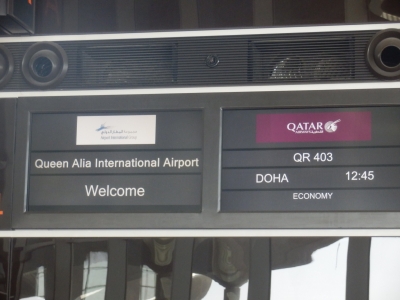 Queen Alia International Airport
Welcome
QATAR
QR 403
DOHA 12:45
ECONOMY